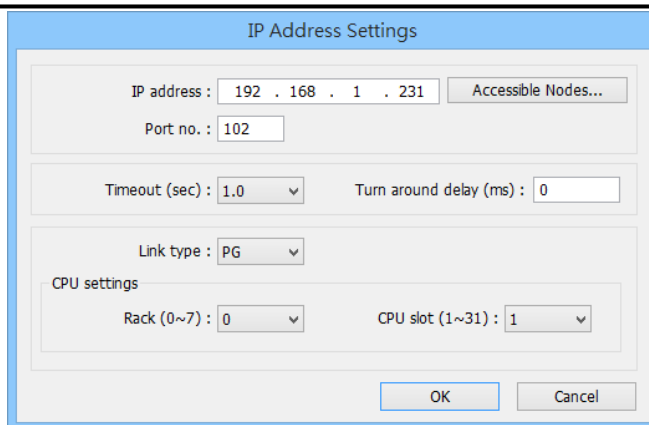 IP Address Settings
IP address : 192 . 168 . 1 . 231 Accessible Nodes...
Port no. : 102
Timeout (sec) : 1.0 Turn around delay (ms) : 0
Link type : PG
CPU settings
Rack (0~7) : 0 CPU slot (1~31) : 1
OK Cancel